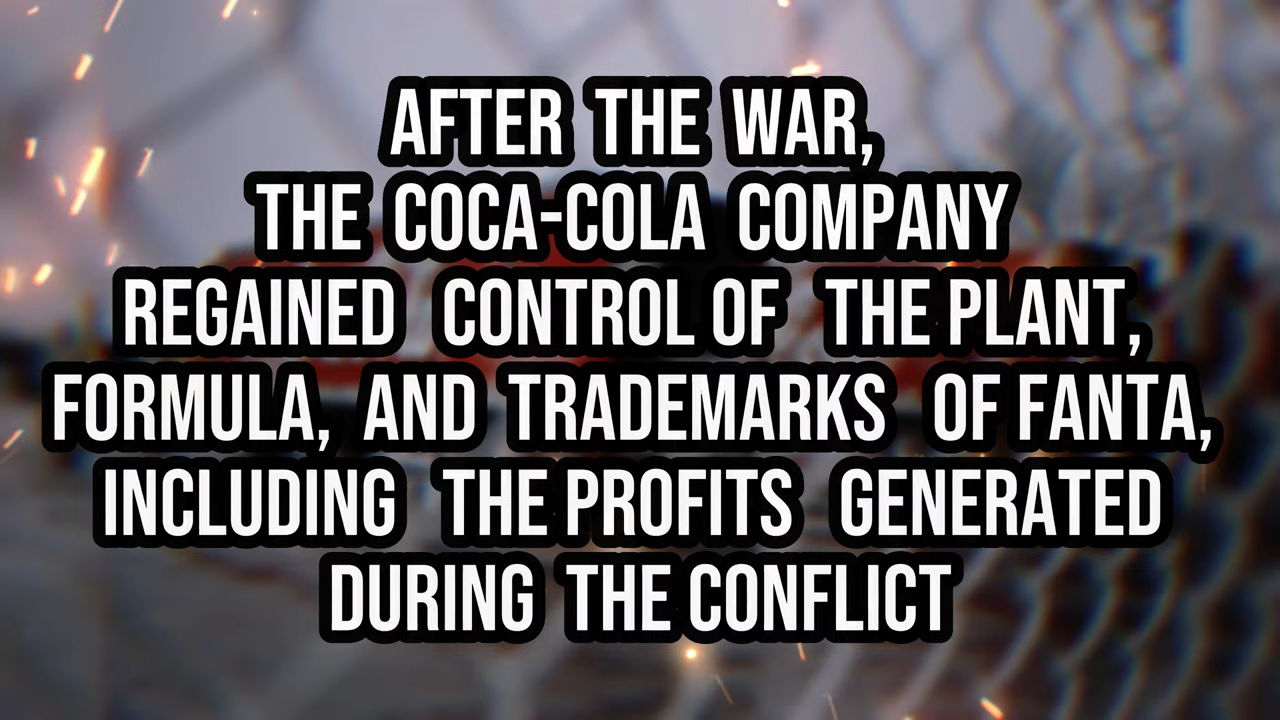 AFTER THE WAR,
THE COCA-COLA COMPANY
REGAINED CONTROL OF THE PLANT,
FORMULA, AND TRADEMARKS OF FANTA,
INCLUDING THE PROFITS GENERATED
DURING THE CONFLICT